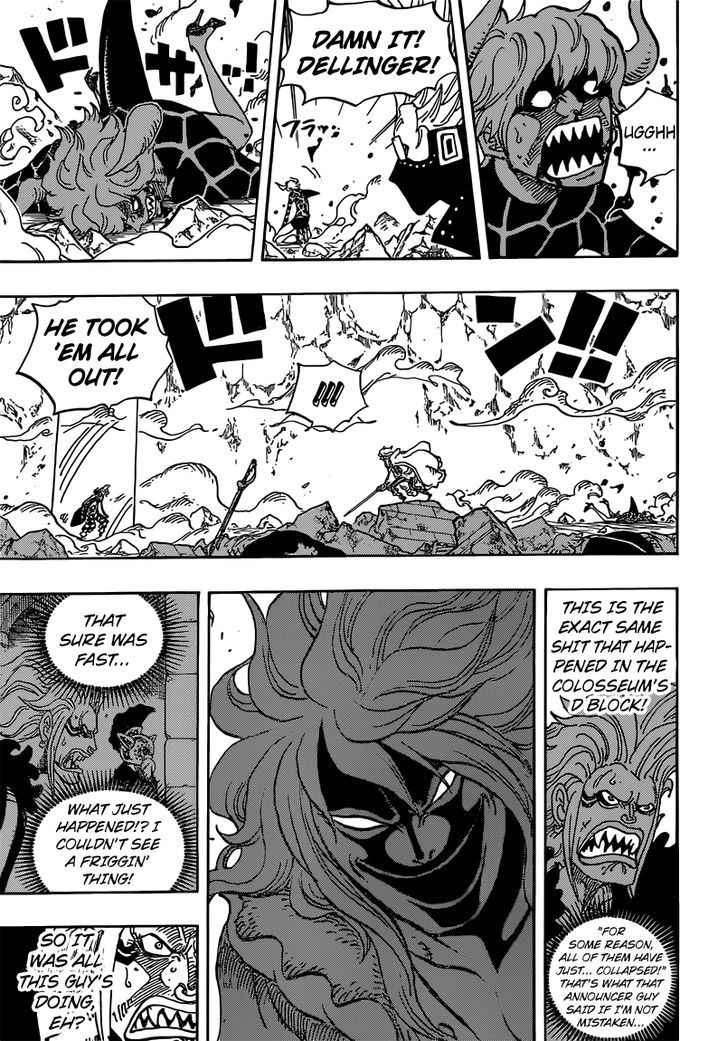 UGGHH
...
DAMN IT!
DELLINGER!
フラ...
ドサッ
HE TOOK
'EM ALL
OUT!
!!!
ドーン!!
THIS IS THE
EXACT SAME
SHIT THAT HAP-
PENED IN THE
COLOSSEUM'S
D BLOCK!
"FOR
SOME REASON,
ALL OF THEM HAVE
JUST... COLLAPSED!"
THAT'S WHAT THAT
ANNOUNCER GUY
SAID IF I'M NOT
MISTAKEN...
THAT
SURE WAS
FAST...
WHAT JUST
HAPPENED!? I
COULDN'T SEE
A FRIGGIN'
THING!
SO IT
WAS ALL
THIS GUY'S
DOING,
EH?